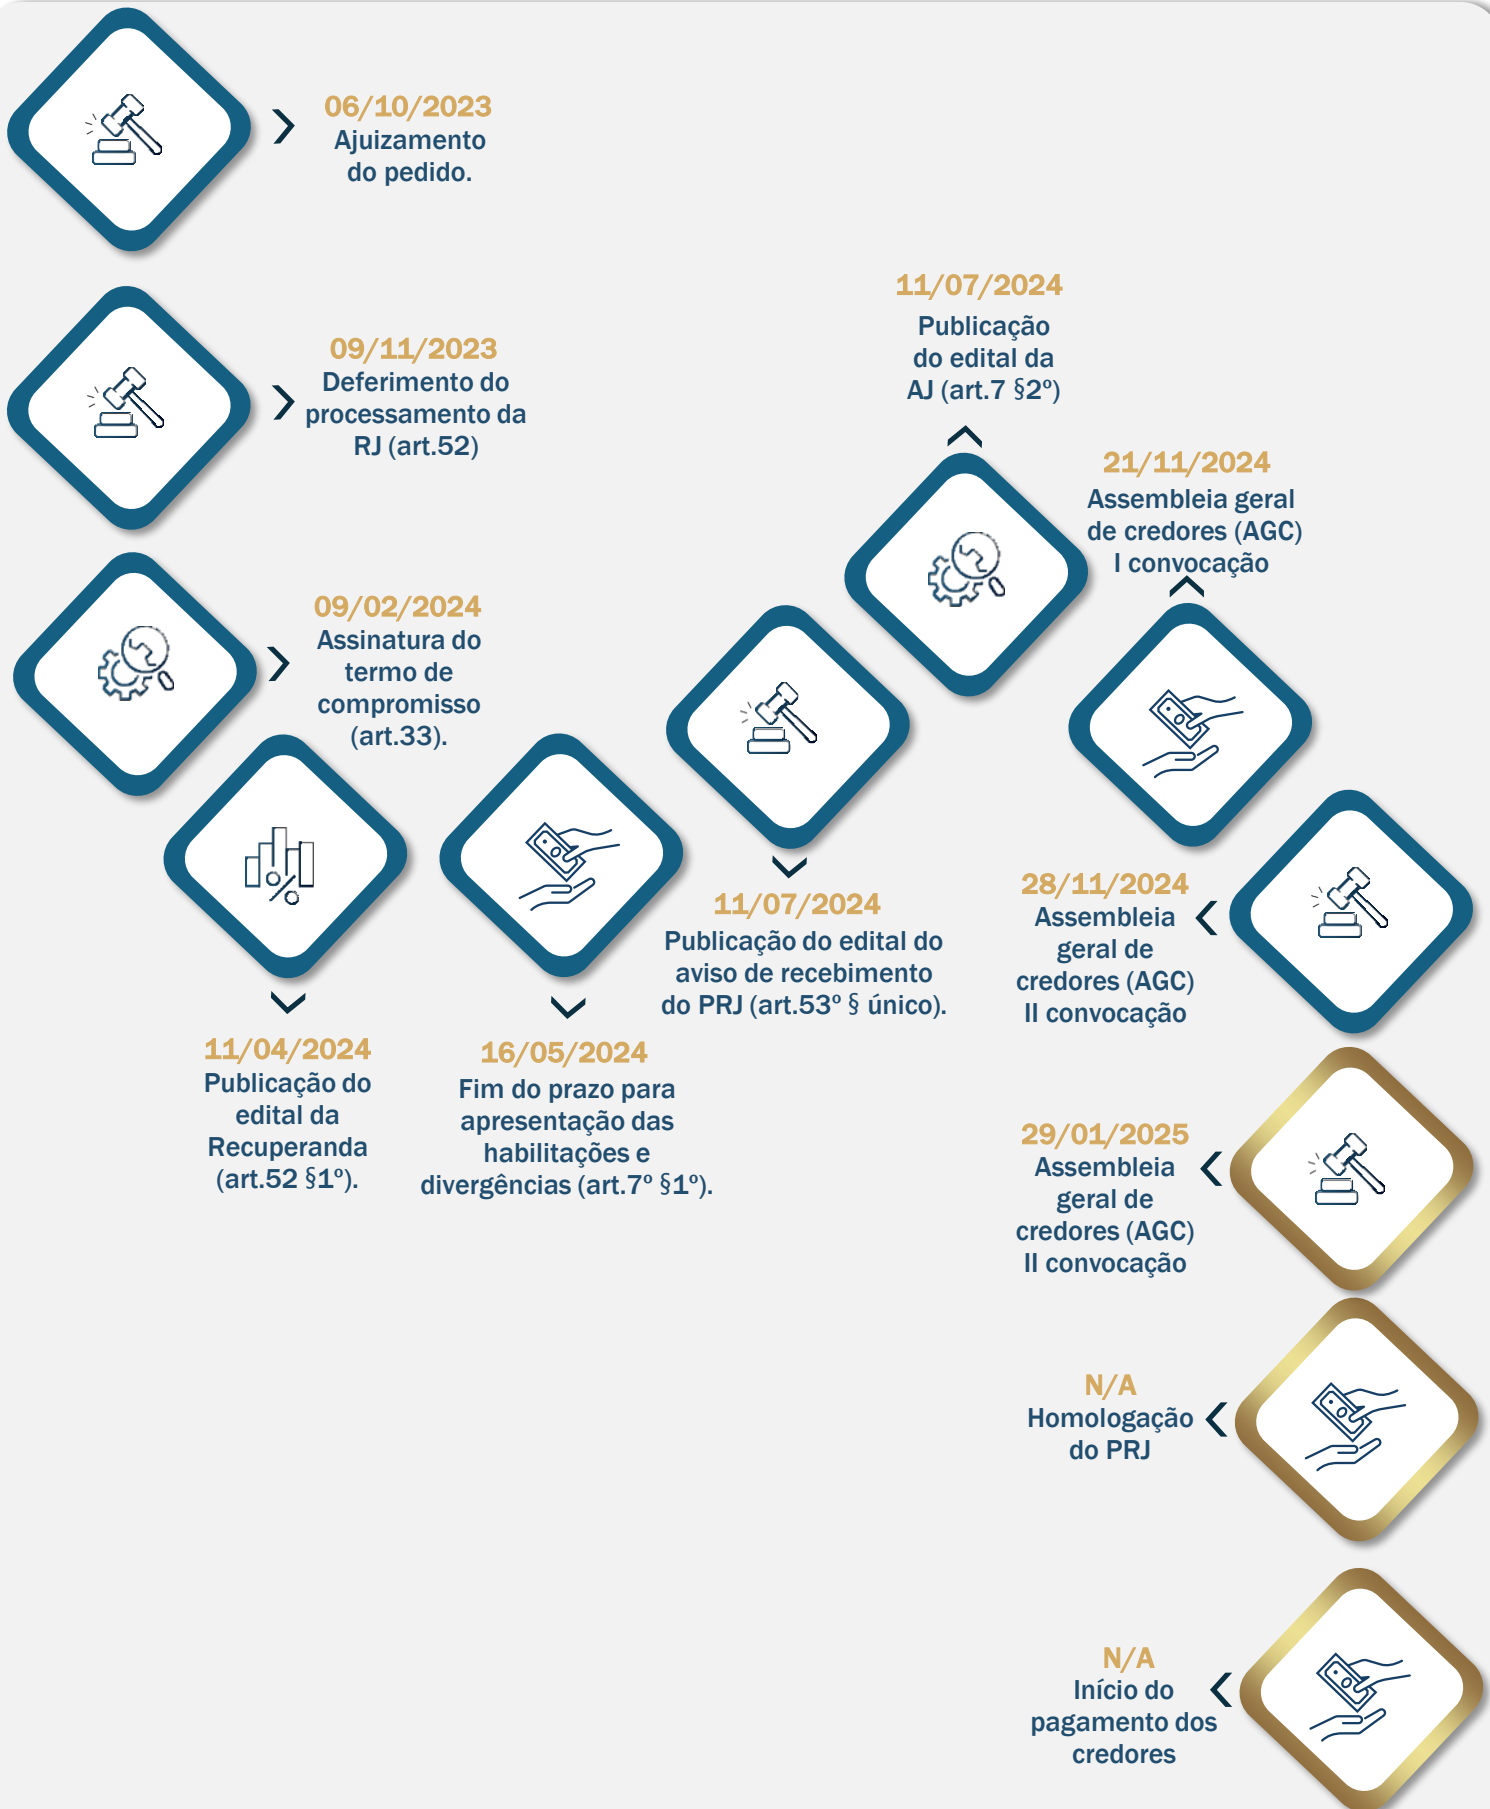 06/10/2023
Ajuizamento
do pedido.
09/11/2023
Deferimento do
processamento da
RJ (art.52)
09/02/2024
Assinatura do
termo de
compromisso
(art.33).
11/04/2024
Publicação do
edital da
Recuperanda
(art.52 §1º).
16/05/2024
Fim do prazo para
apresentação das
habilitações e
divergências (art.7º §1º).
11/07/2024
Publicação do edital do
aviso de recebimento
do PRJ (art.53º § único).
11/07/2024
Publicação
do edital da
AJ (art.7 §2º)
21/11/2024
Assembleia geral
de credores (AGC)
I convocação
28/11/2024
Assembleia
geral de
credores (AGC)
II convocação
29/01/2025
Assembleia
geral de
credores (AGC)
II convocação
N/A
Homologação
do PRJ
N/A
Início do
pagamento dos
credores